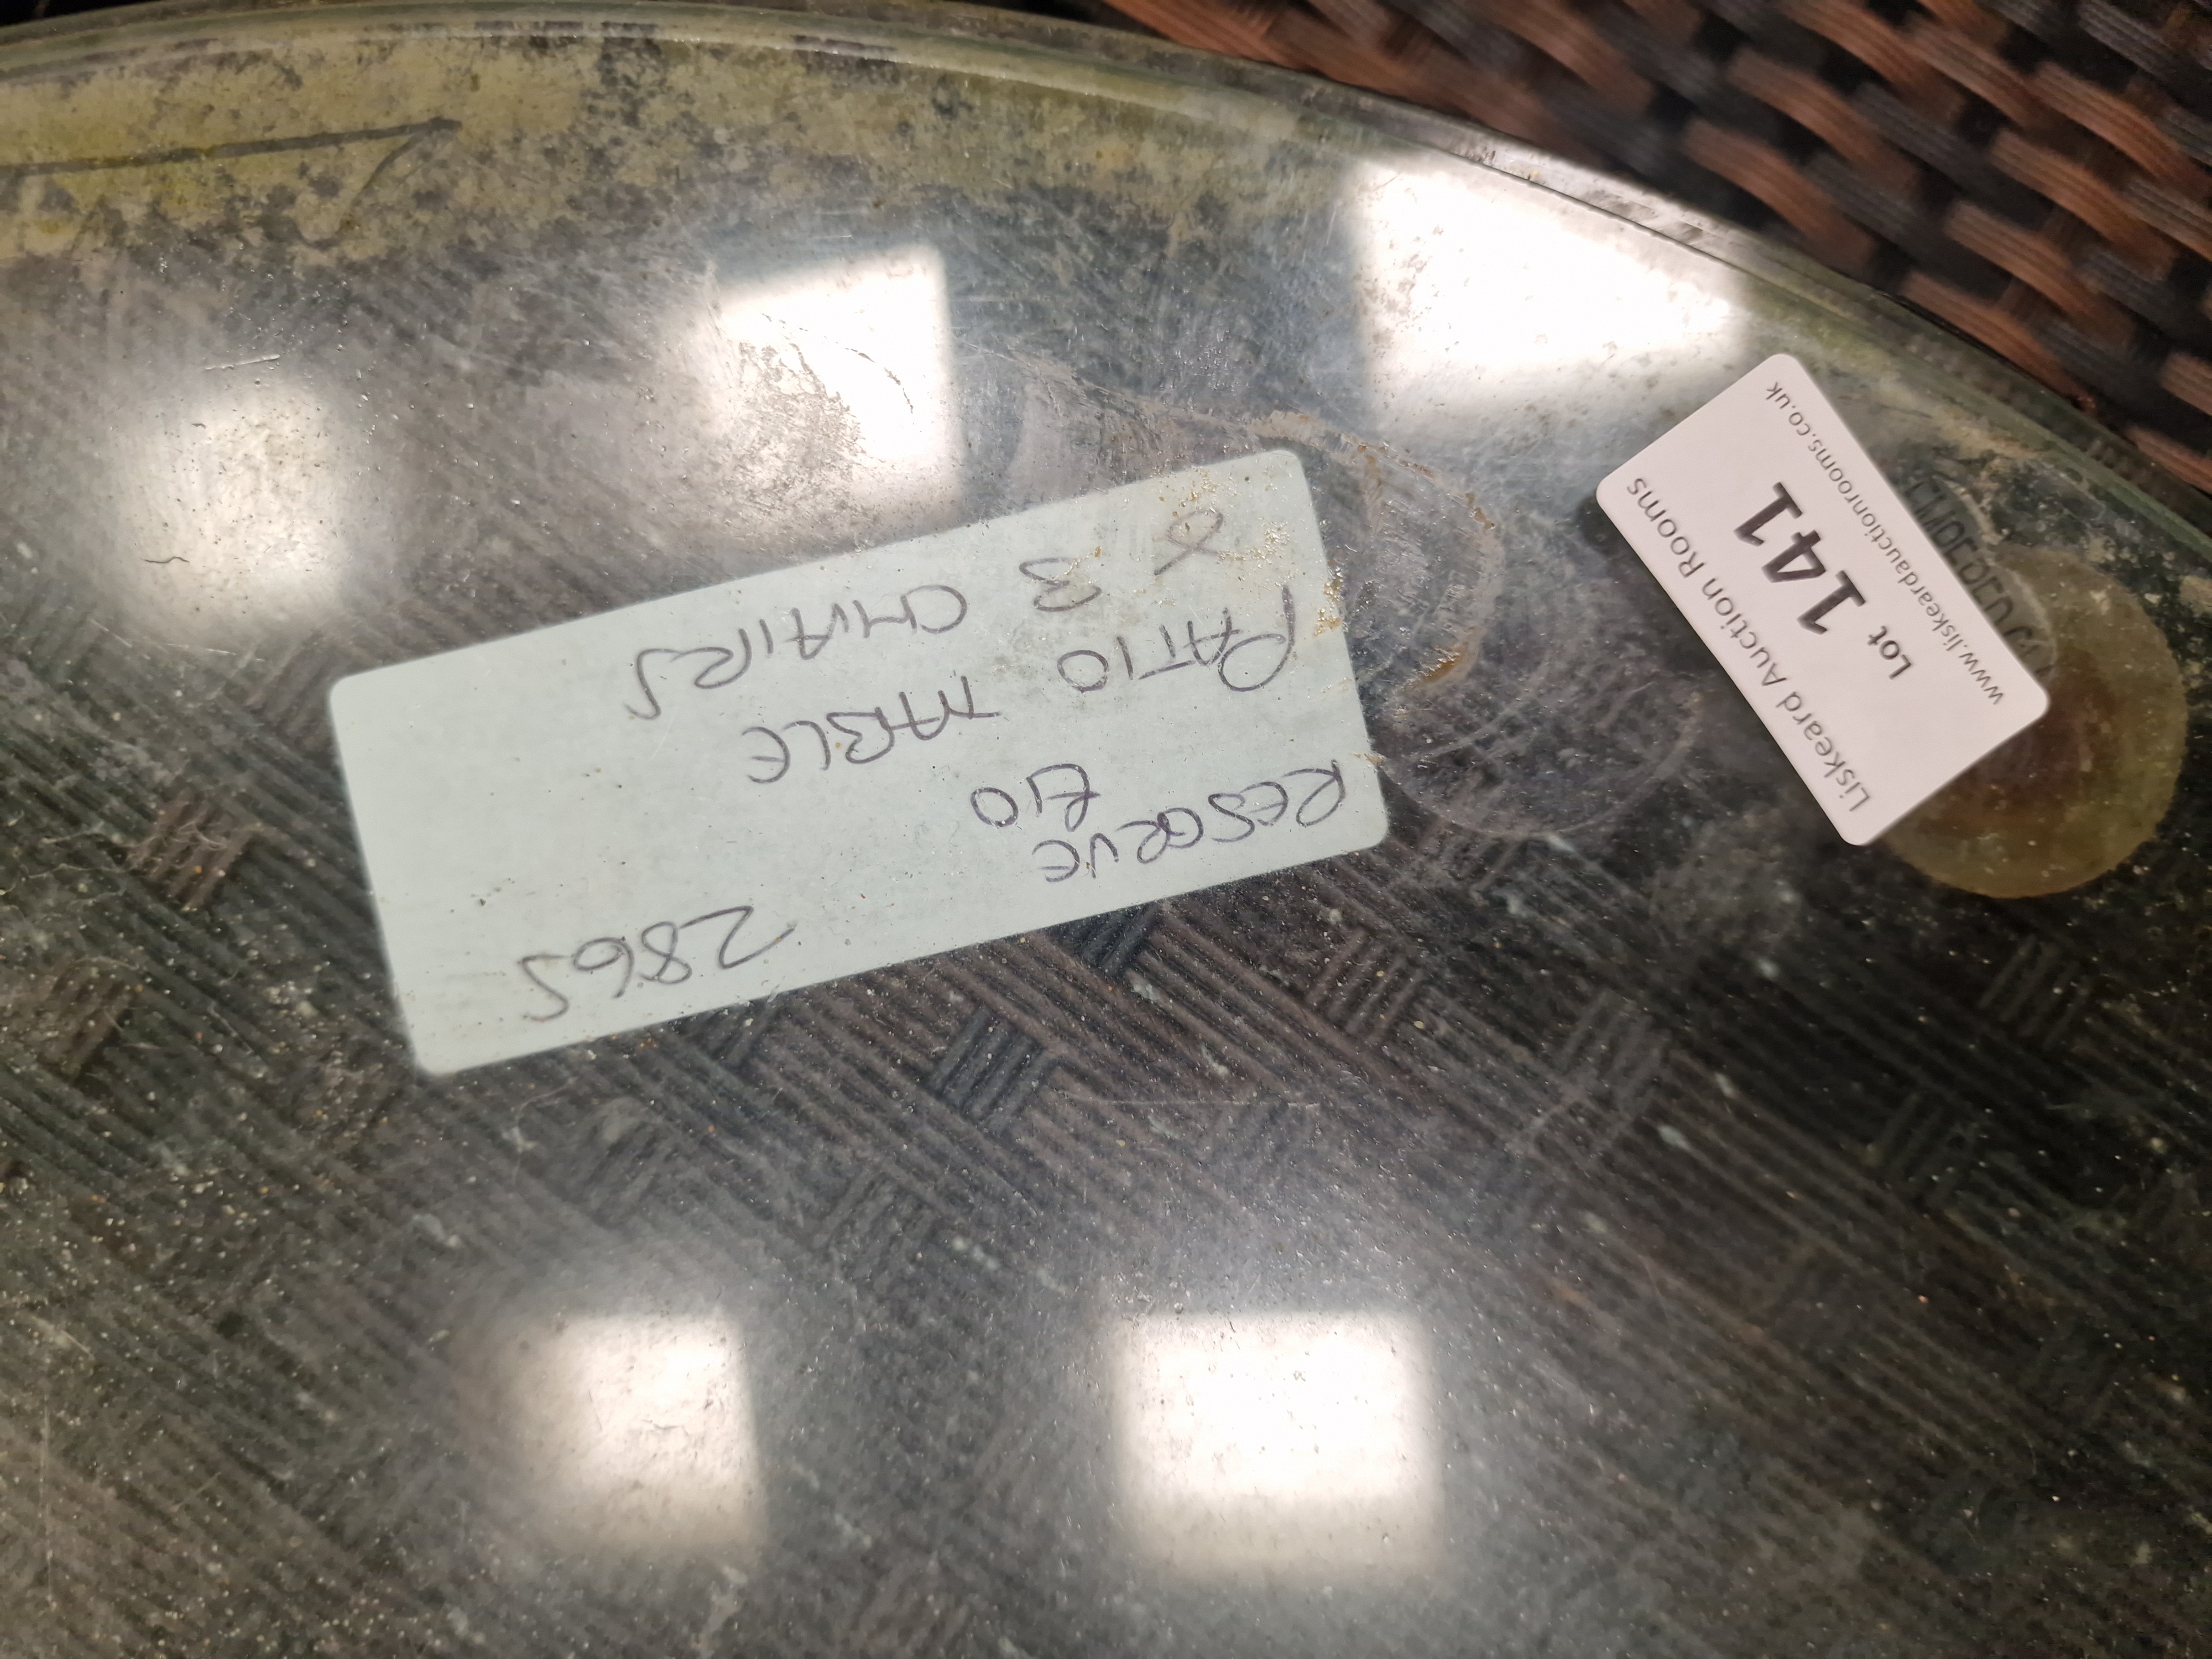 2865
RESERVE
£10
PATIO TABLE
& 3 CHAIRS
Liskeard Auction Rooms
Lot 141
www.liskeardauctionrooms.co.uk